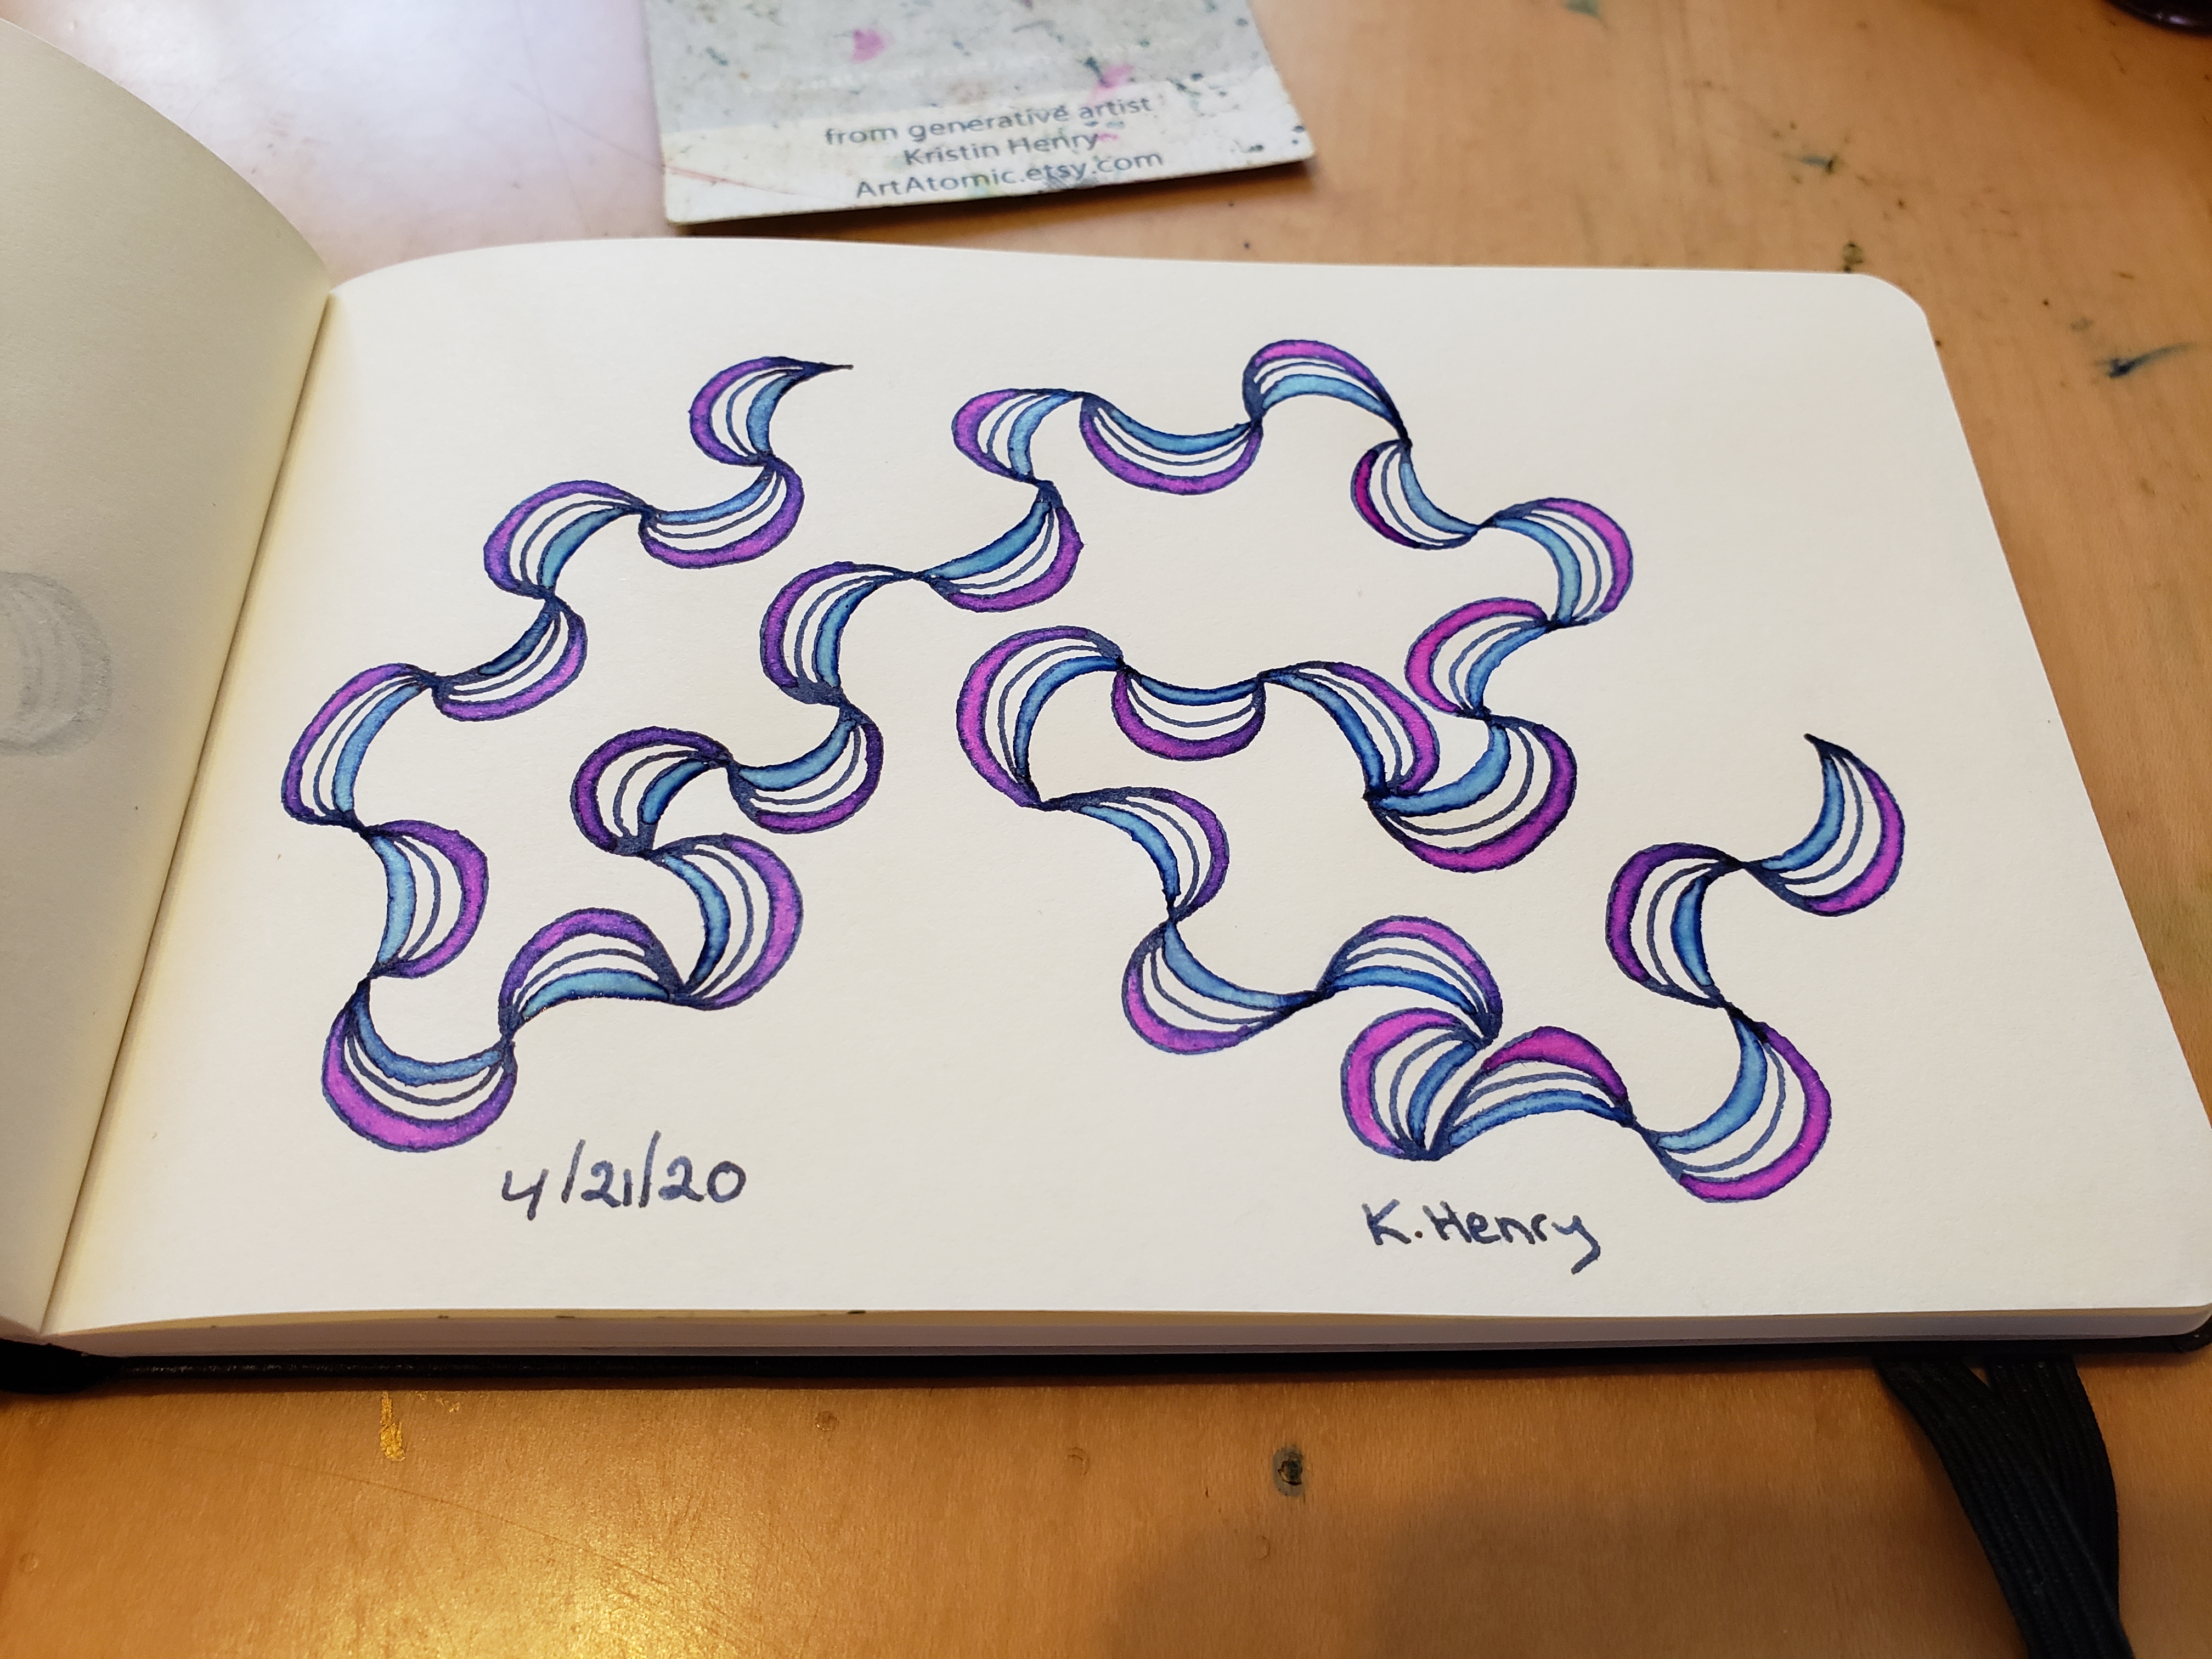 from generative artist
Kristin Henry
ArtAtomic.etsy.com
4/21/20
K. Henry